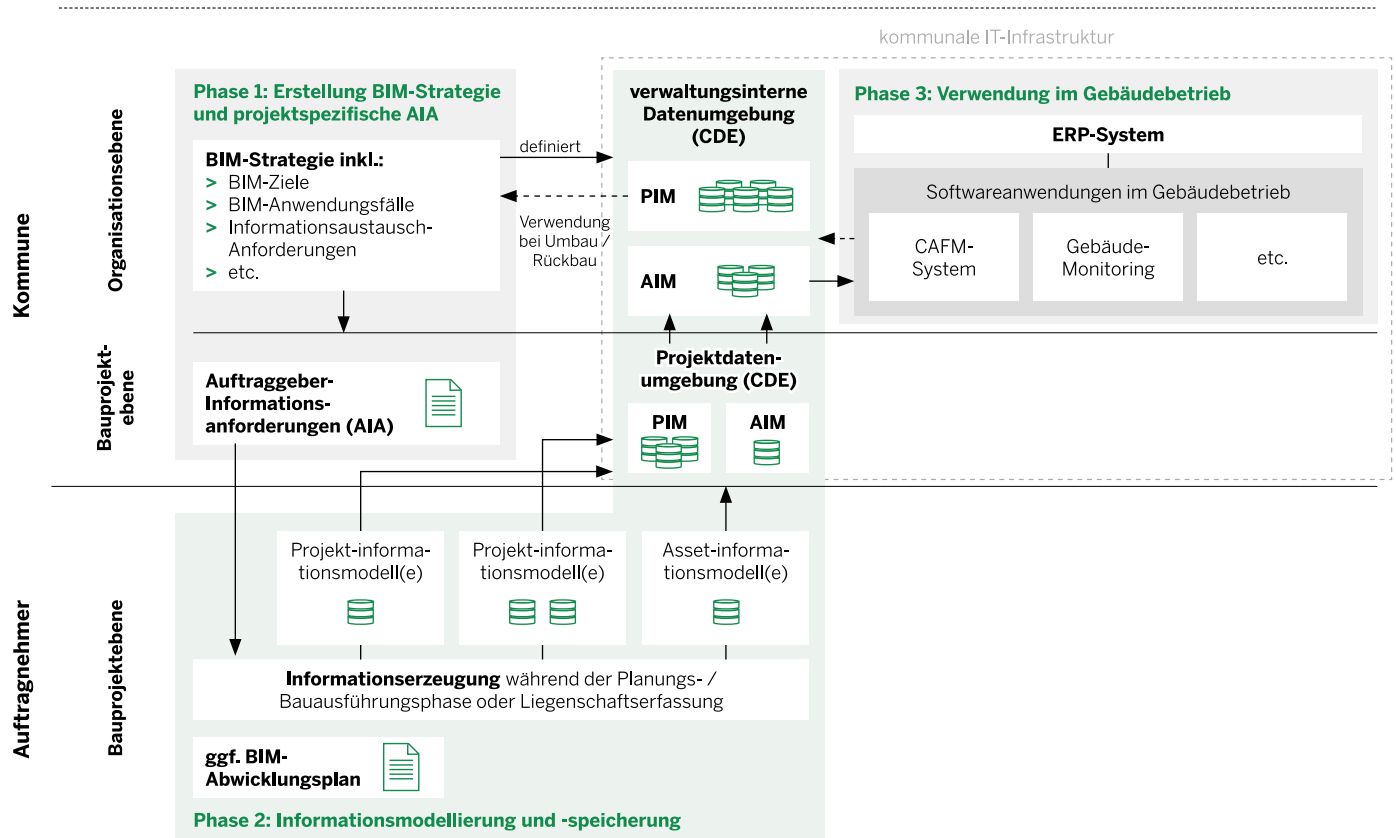 kommunale IT-Infrastruktur
Kommune
Organisationsebene
Phase 1: Erstellung BIM-Strategie
und projektspezifische AIA
BIM-Strategie inkl.:
> BIM-Ziele
> BIM-Anwendungsfälle
> Informationsaustausch-
Anforderungen
> etc.
definiert
Verwendung
bei Umbau /
Rückbau
verwaltungsinterne
Datenumgebung
(CDE)
PIM
AIM
Phase 3: Verwendung im Gebäudebetrieb
ERP-System
Softwareanwendungen im Gebäudebetrieb
CAFM-
System
Gebäude-
Monitoring
etc.
Bauprojekt-
ebene
Auftraggeber-
Informations-
anforderungen (AIA)
Projektdaten-
umgebung (CDE)
PIM
AIM
Auftragnehmer
Bauprojektebene
Projekt-informa-
tionsmodell(e)
Projekt-informa-
tionsmodell(e)
Asset-informa-
tionsmodell(e)
Informationserzeugung während der Planungs- /
Bauausführungsphase oder Liegenschaftserfassung
ggf. BIM-
Abwicklungsplan
Phase 2: Informationsmodellierung und -speicherung